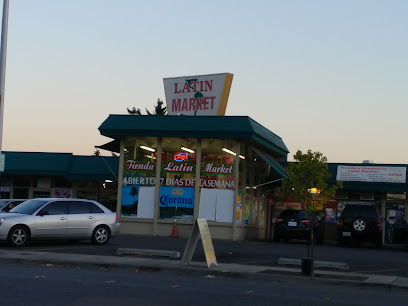 LATIN
MARKET
Tienda Latin Market
ABIERTO 7 DIAS DE LA SEMANA
Corona